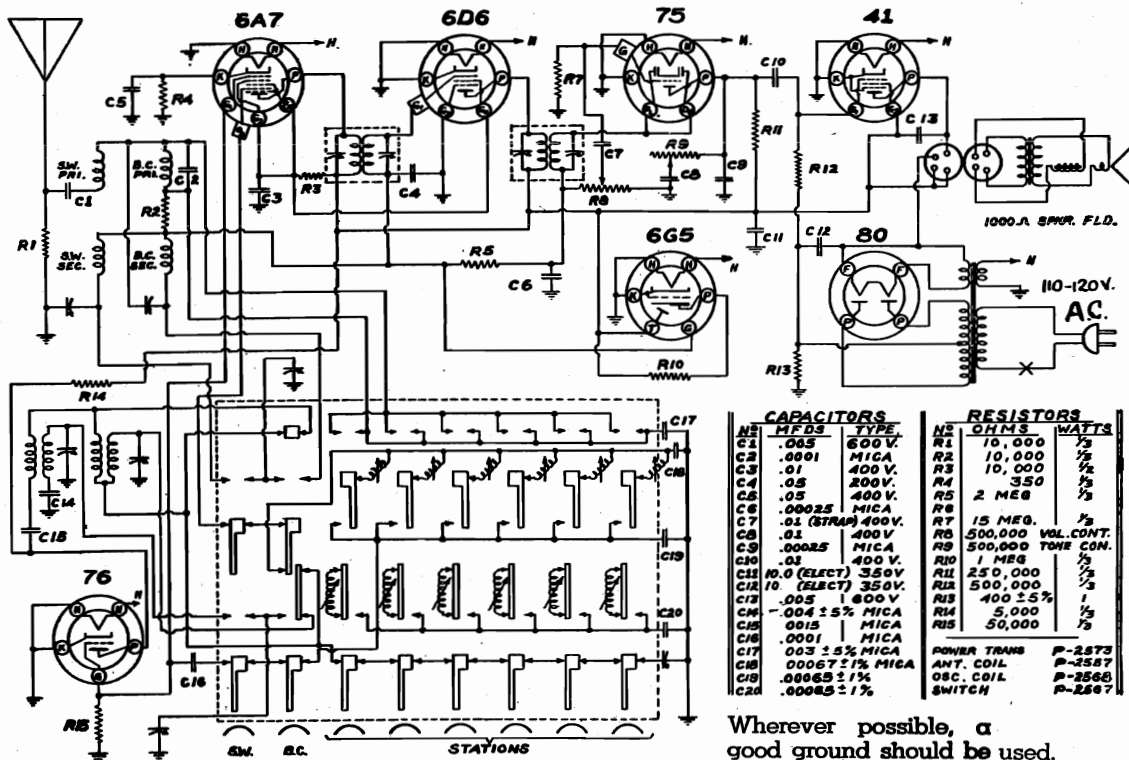 6A7
6D6
75
41
H.
H
H.
H
C5
R4
C10
R7
R11
C13
S.W. PRI.
B.C. PRI.
C2
C1
R3
C3
C4
C7
R9
C8
C9
R12
R2
R8
R1
S.W. SEC.
B.C. SEC.
1000Ω SPKR. FLD.
C11
C12
80
R5
C6
6G5
H
H
110-120V.
A.C.
R10
R13
R14
C17
C18
C14
C15
C19
76
H
C20
C16
R15
S.W.
B.C.
STATIONS
CAPACITORS
Nº MFDS TYPE
C1 .005 600V.
C2 .0001 MICA
C3 .01 400V.
C4 .05 200V.
C5 .05 400V.
C6 .00025 MICA
C7 .01 (STRAP) 400V.
C8 .01 400V
C9 .00025 MICA
C10 .02 400V.
C11 10.0 (ELECT) 350V
C12 10. (ELECT) 350V.
C13 .005 600V
C14 .004 ± 5% MICA
C15 .0015 MICA
C16 .0001 MICA
C17 .003 ± 5% MICA
C18 .00067 ± 1% MICA
C19 .00065 ± 1%
C20 .00065 ± 1%
RESISTORS
Nº OHMS WATTS
R1 10,000 1/3
R2 10,000 1/3
R3 10,000 1/2
R4 350 1/3
R5 2 MEG 1/3
R6
R7 15 MEG. 1/3
R8 500,000 VOL.CONT.
R9 500,000 TONE CON.
R10 1 MEG 1/3
R11 250,000 1/3
R12 500,000 1/3
R13 400 ± 5% 1
R14 5,000 1/3
R15 50,000 1/3
POWER TRANS P-2573
ANT. COIL P-2587
OSC. COIL P-2568
SWITCH P-2567
Wherever possible, a
good ground should be used.